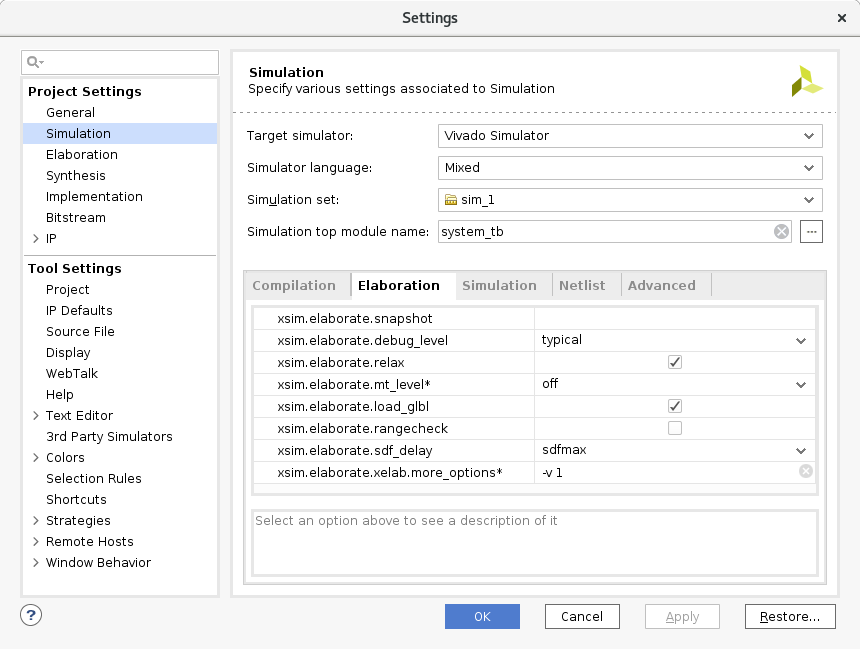 Settings
Project Settings
General
Simulation
Elaboration
Synthesis
Implementation
Bitstream
IP
Tool Settings
Project
IP Defaults
Source File
Display
WebTalk
Help
Text Editor
3rd Party Simulators
Colors
Selection Rules
Shortcuts
Strategies
Remote Hosts
Window Behavior
Simulation
Specify various settings associated to Simulation
Target simulator: Vivado Simulator
Simulator language: Mixed
Simulation set: sim_1
Simulation top module name: system_tb ...
Compilation Elaboration Simulation Netlist Advanced
xsim.elaborate.snapshot
xsim.elaborate.debug_level typical
xsim.elaborate.relax
xsim.elaborate.mt_level* off
xsim.elaborate.load_glbl
xsim.elaborate.rangecheck
xsim.elaborate.sdf_delay sdfmax
xsim.elaborate.xelab.more_options* -v 1
Select an option above to see a description of it
? OK Cancel Apply Restore...